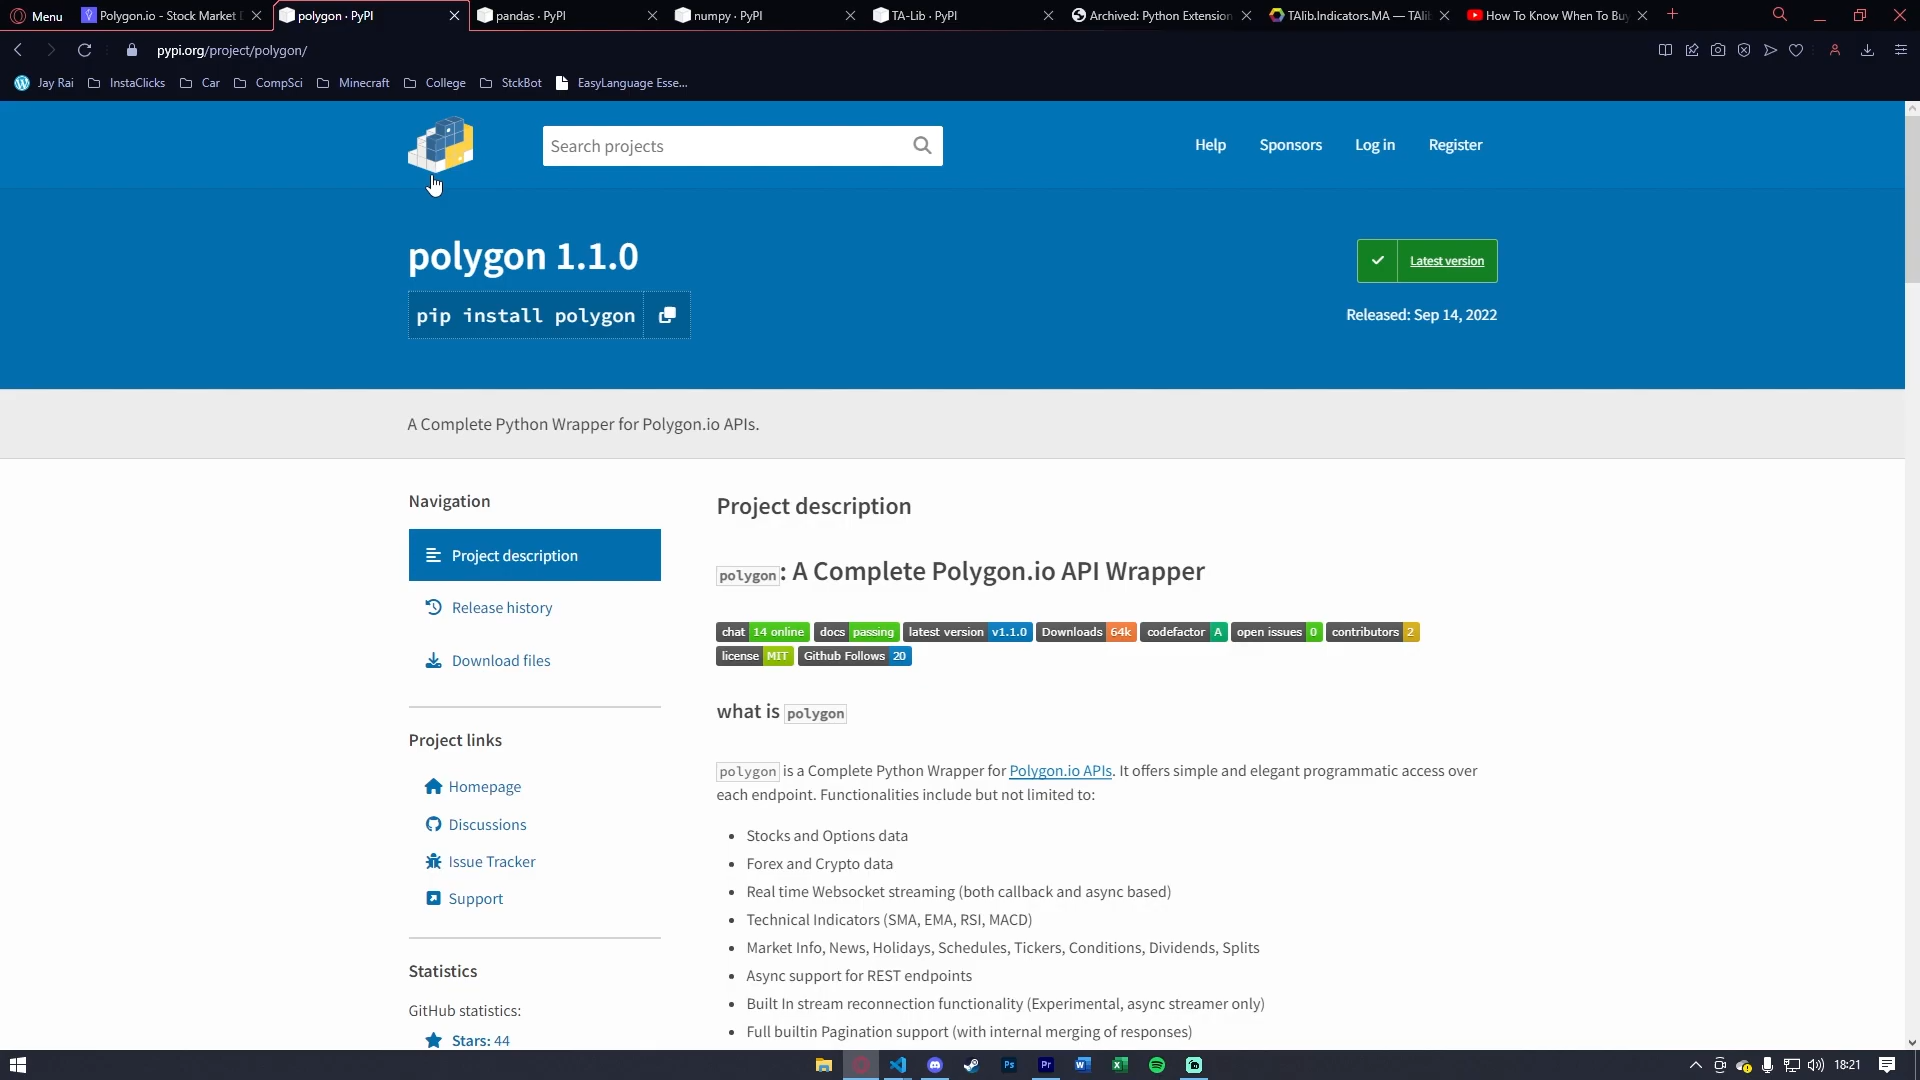 Menu
Polygon.io - Stock Market
polygon · PyPI
pandas · PyPI
numpy · PyPI
TA-Lib · PyPI
Archived: Python Extension
TAlib.Indicators.MA — TAlib
How To Know When To Buy
pypi.org/project/polygon/
Jay Rai
InstaClicks
Car
CompSci
Minecraft
College
StckBot
EasyLanguage Esse...
Search projects
Help
Sponsors
Log in
Register
polygon 1.1.0
Latest version
pip install polygon
Released: Sep 14, 2022
A Complete Python Wrapper for Polygon.io APIs.
Navigation
Project description
Release history
Download files
Project links
Homepage
Discussions
Issue Tracker
Support
Statistics
GitHub statistics:
Stars: 44
Project description
polygon: A Complete Polygon.io API Wrapper
chat 14 online docs passing latest version v1.1.0 Downloads 64k codefactor A open issues 0 contributors 2
license MIT Github Follows 20
what is polygon
polygon is a Complete Python Wrapper for Polygon.io APIs. It offers simple and elegant programmatic access over
each endpoint. Functionalities include but not limited to:
Stocks and Options data
Forex and Crypto data
Real time Websocket streaming (both callback and async based)
Technical Indicators (SMA, EMA, RSI, MACD)
Market Info, News, Holidays, Schedules, Tickers, Conditions, Dividends, Splits
Async support for REST endpoints
Built In stream reconnection functionality (Experimental, async streamer only)
Full builtin Pagination support (with internal merging of responses)
Ps
Pr
18:21